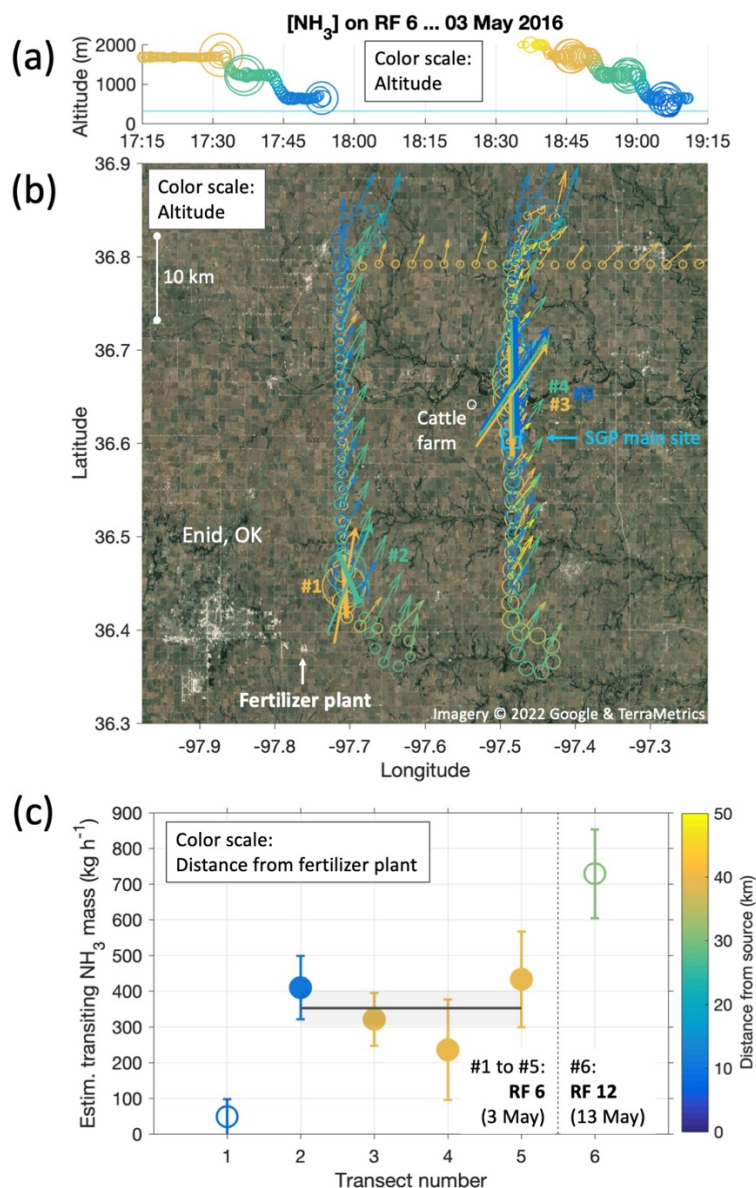 [NH3] on RF 6 ... 03 May 2016
(a)
Altitude (m)
2000
1000
0
Color scale:
Altitude
17:15 17:30 17:45 18:00 18:15 18:30 18:45 19:00 19:15
(b)
Color scale:
Altitude
10 km
Latitude
36.9
36.8
36.7
36.6
36.5
36.4
36.3
#4
#5
#3
Cattle
farm
SGP main site
Enid, OK
#2
#1
Fertilizer plant
Imagery © 2022 Google & TerraMetrics
-97.9 -97.8 -97.7 -97.6 -97.5 -97.4 -97.3
Longitude
(c)
Estim. transiting NH3 mass (kg h-1)
900
800
700
600
500
400
300
200
100
0
Color scale:
Distance from fertilizer plant
#1 to #5:
RF 6
(3 May)
#6:
RF 12
(13 May)
1 2 3 4 5 6
Transect number
50
40
30
20
10
0
Distance from source (km)